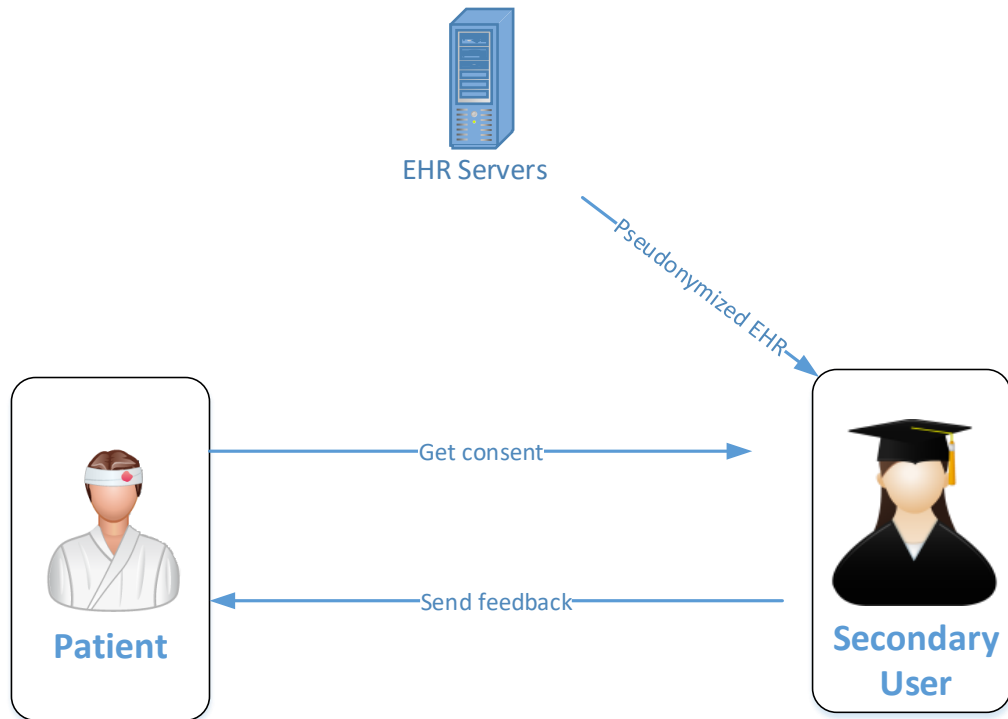 EHR Servers
Pseudonymized EHR
Get consent
Send feedback
Patient
Secondary
User